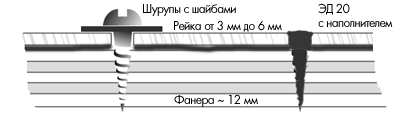 Шурупы с шайбами
Рейка от 3 мм до 6 мм
ЭД 20
с наполнителем
Фанера ~ 12 мм